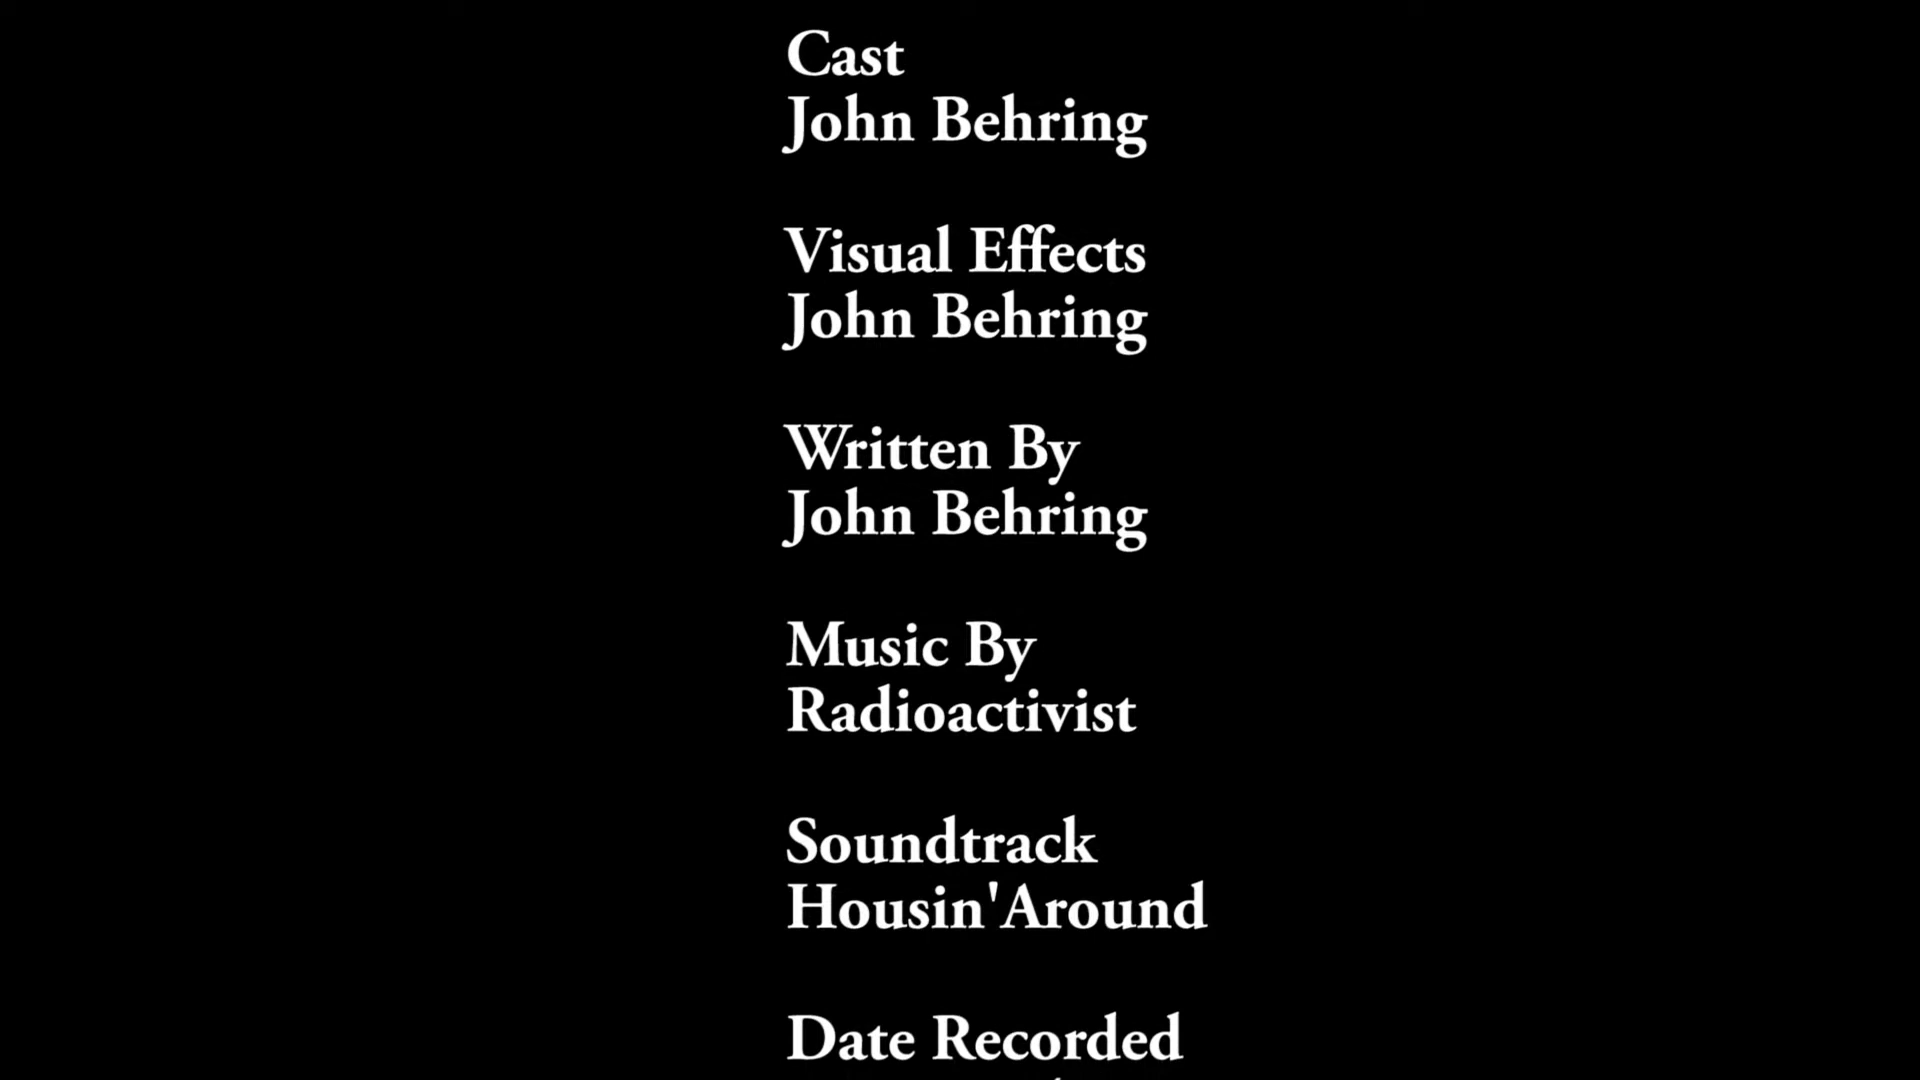 Cast
John Behring
Visual Effects
John Behring
Written By
John Behring
Music By
Radioactivist
Soundtrack
Housin'Around
Date Recorded